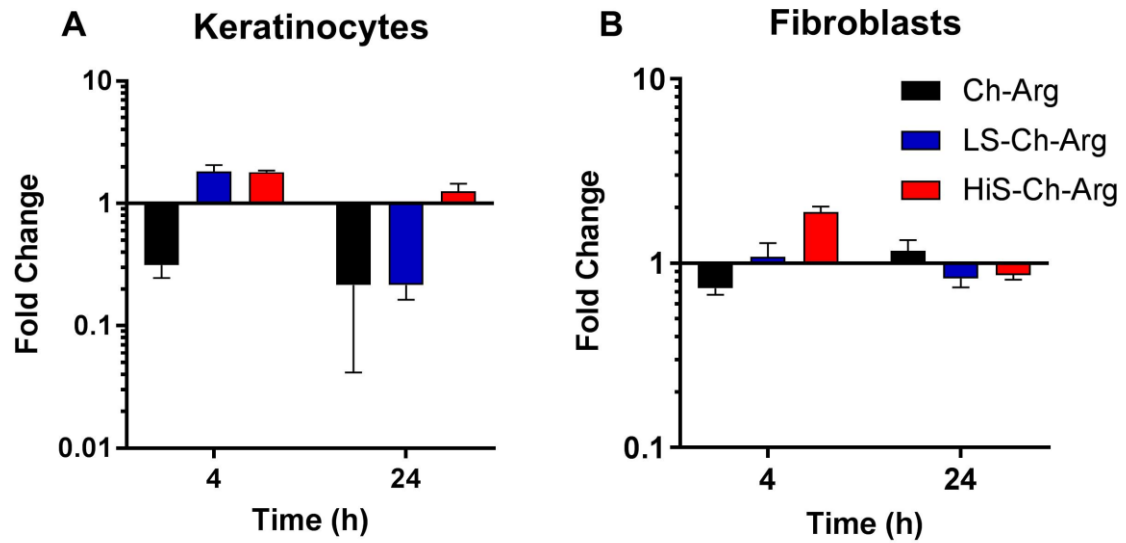 A Keratinocytes
10
1
0.1
0.01
Fold Change
4 24
Time (h)
B Fibroblasts
10
1
0.1
Fold Change
4 24
Time (h)
Ch-Arg
LS-Ch-Arg
HiS-Ch-Arg